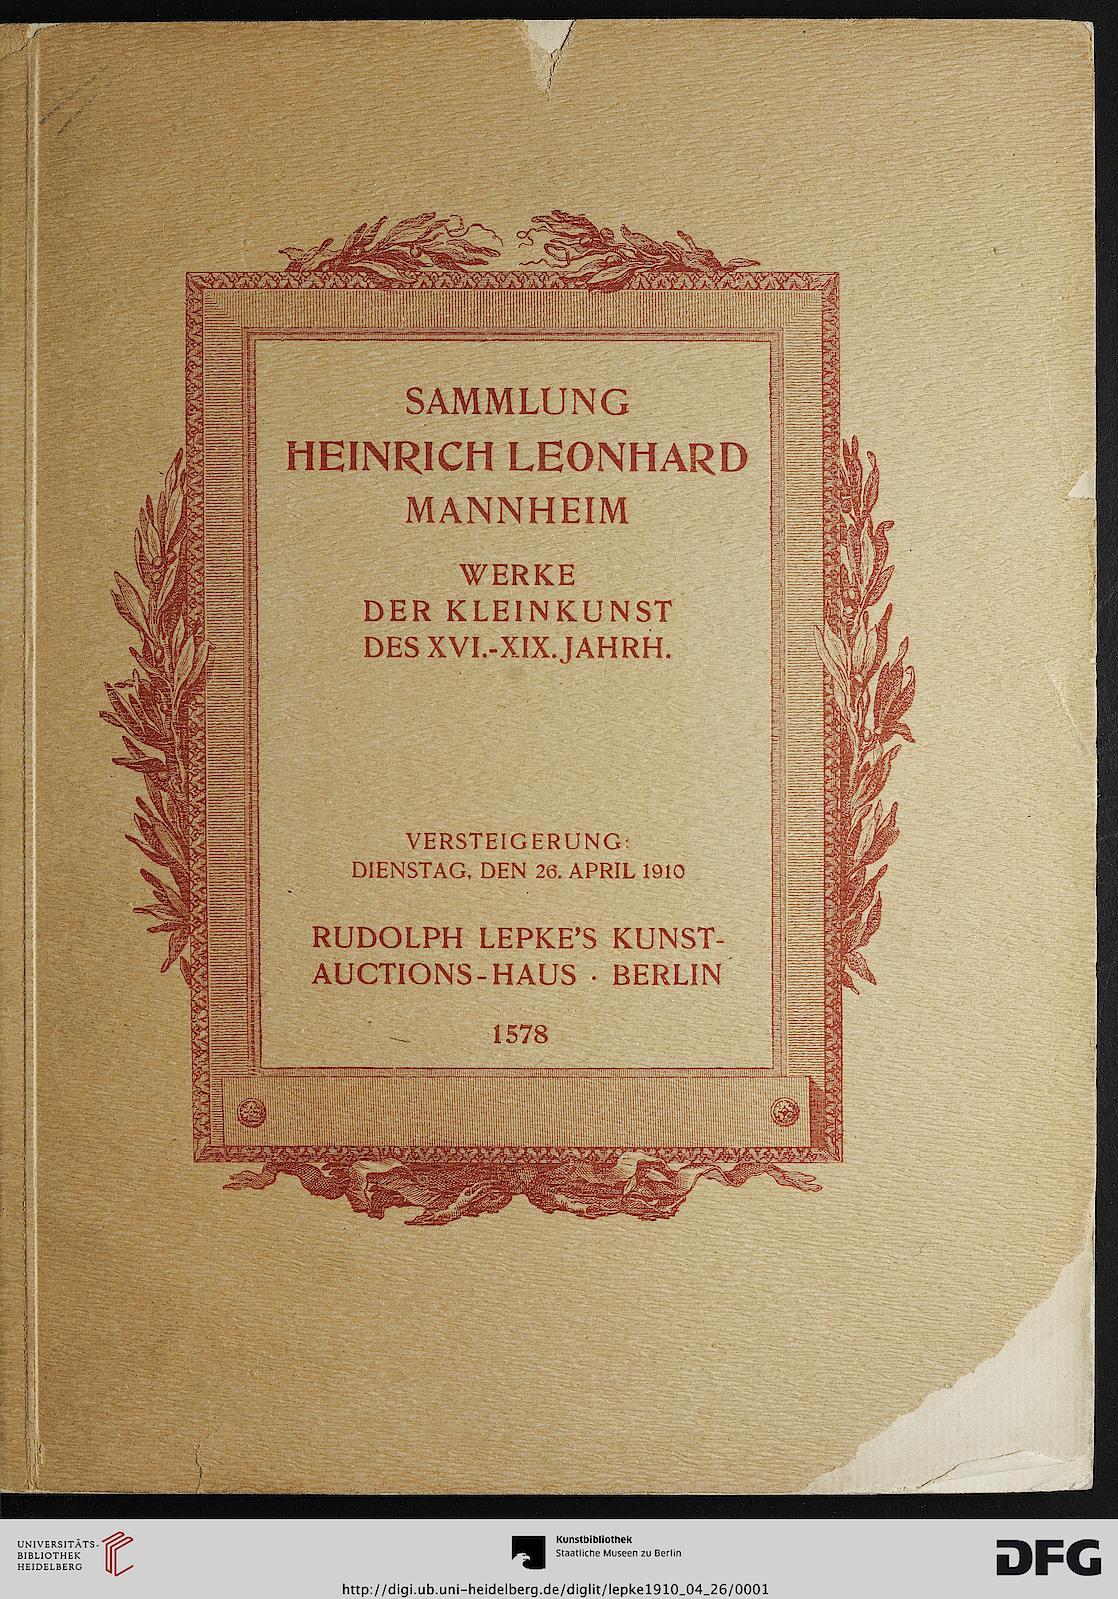 SAMMLUNG
HEINRICH LEONHARD
MANNHEIM
WERKE
DER KLEINKUNST
DES XVI.-XIX. JAHRH.
VERSTEIGERUNG:
DIENSTAG, DEN 26. APRIL 1910
RUDOLPH LEPKE'S KUNST-
AUCTIONS-HAUS · BERLIN
1578
UNIVERSITÄTS-
BIBLIOTHEK
HEIDELBERG
Kunstbibliothek
Staatliche Museen zu Berlin
DFG
http://digi.ub.uni-heidelberg.de/diglit/lepke1910_04_26/0001